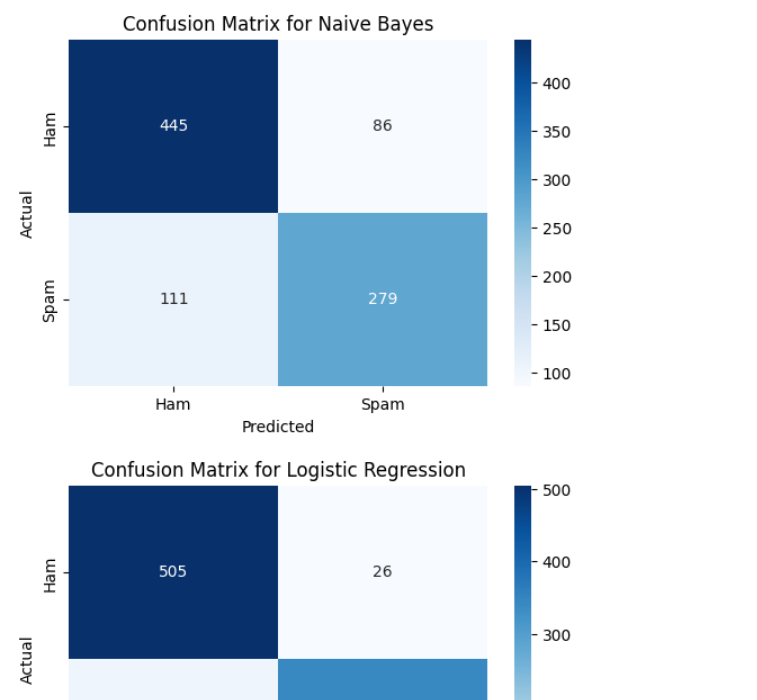 Confusion Matrix for Naive Bayes
Ham
445
86
400
350
300
Actual
250
200
Spam
111
279
150
100
Ham
Spam
Predicted
Confusion Matrix for Logistic Regression
500
Ham
505
26
400
300
Actual